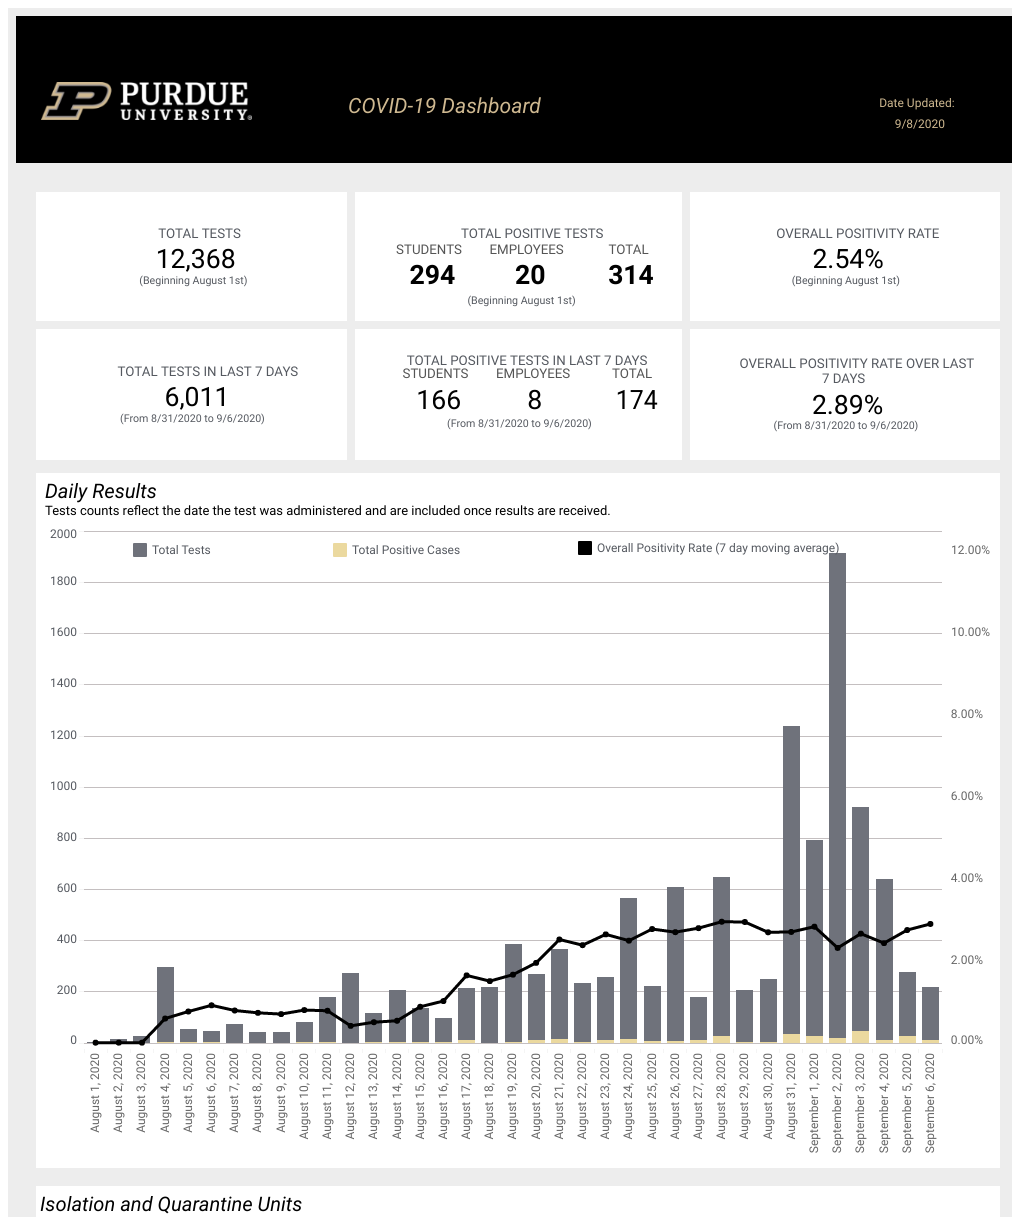 PURDUE
UNIVERSITY®
COVID-19 Dashboard
Date Updated:
9/8/2020
TOTAL TESTS
12,368
(Beginning August 1st)
TOTAL POSITIVE TESTS
STUDENTS EMPLOYEES TOTAL
294 20 314
(Beginning August 1st)
OVERALL POSITIVITY RATE
2.54%
(Beginning August 1st)
TOTAL TESTS IN LAST 7 DAYS
6,011
(From 8/31/2020 to 9/6/2020)
TOTAL POSITIVE TESTS IN LAST 7 DAYS
STUDENTS EMPLOYEES TOTAL
166 8 174
(From 8/31/2020 to 9/6/2020)
OVERALL POSITIVITY RATE OVER LAST
7 DAYS
2.89%
(From 8/31/2020 to 9/6/2020)
Daily Results
Tests counts reflect the date the test was administered and are included once results are received.
Total Tests
Total Positive Cases
Overall Positivity Rate (7 day moving average)
2000
1800
1600
1400
1200
1000
800
600
400
200
0
12.00%
10.00%
8.00%
6.00%
4.00%
2.00%
0.00%
August 1, 2020
August 2, 2020
August 3, 2020
August 4, 2020
August 5, 2020
August 6, 2020
August 7, 2020
August 8, 2020
August 9, 2020
August 10, 2020
August 11, 2020
August 12, 2020
August 13, 2020
August 14, 2020
August 15, 2020
August 16, 2020
August 17, 2020
August 18, 2020
August 19, 2020
August 20, 2020
August 21, 2020
August 22, 2020
August 23, 2020
August 24, 2020
August 25, 2020
August 26, 2020
August 27, 2020
August 28, 2020
August 29, 2020
August 30, 2020
August 31, 2020
September 1, 2020
September 2, 2020
September 3, 2020
September 4, 2020
September 5, 2020
September 6, 2020
Isolation and Quarantine Units